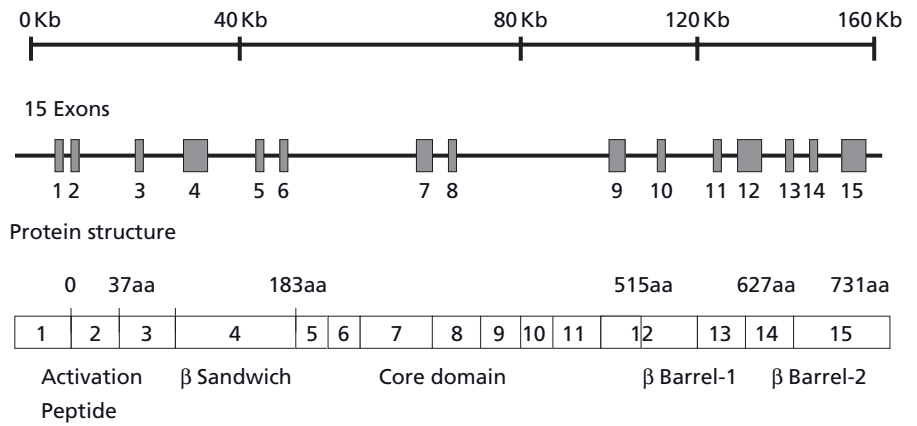 0 Kb 40 Kb 80 Kb 120 Kb 160 Kb
15 Exons
1 2 3 4 5 6 7 8 9 10 11 12 13 14 15
Protein structure
0 37aa 183aa 515aa 627aa 731aa
1 2 3 4 5 6 7 8 9 10 11 12 13 14 15
Activation β Sandwich Core domain β Barrel-1 β Barrel-2
Peptide